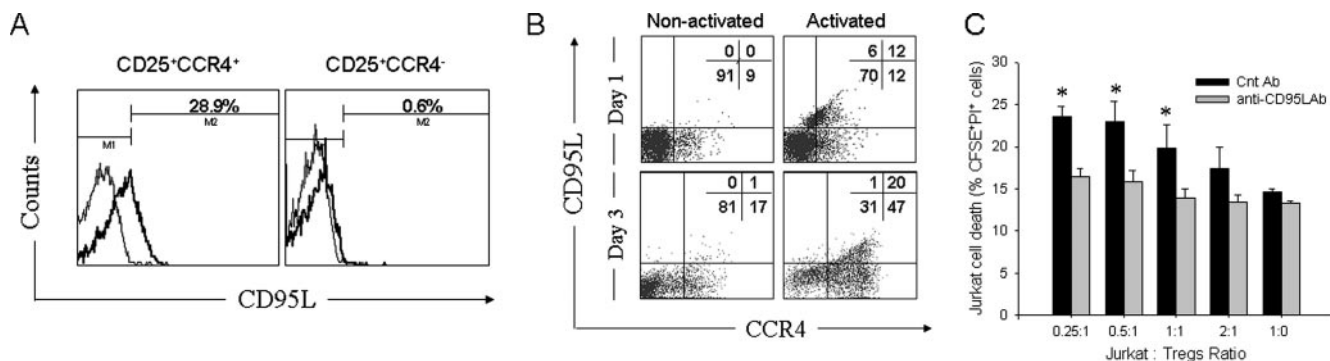 A
CD25⁺CCR4⁺
CD25⁺CCR4⁻
28.9%
M2
M1
0.6%
M2
Counts
CD95L
B
Non-activated
Activated
Day 1
Day 3
0 0
91 9
6 12
70 12
0 1
81 17
1 20
31 47
CD95L
CCR4
C
Jurkat cell death (% CFSE⁺PI⁺ cells)
30
25
20
15
10
5
0
* * *
Cnt Ab
anti-CD95LAb
0.25:1 0.5:1 1:1 2:1 1:0
Jurkat : Tregs Ratio